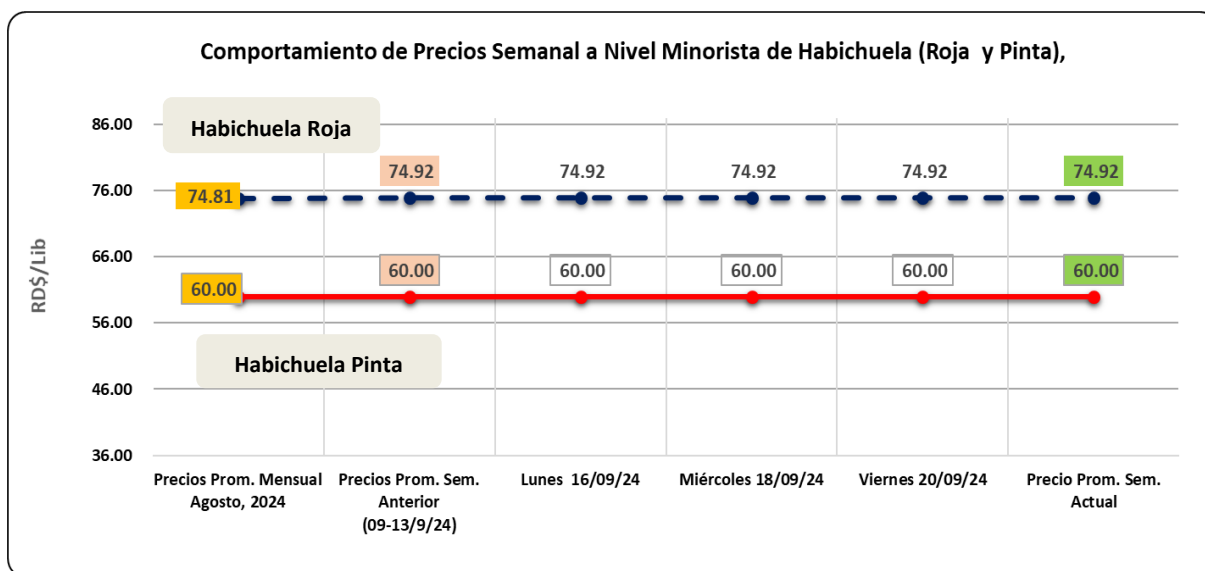 Comportamiento de Precios Semanal a Nivel Minorista de Habichuela (Roja y Pinta),
86.00
Habichuela Roja
74.92
74.92
74.92
74.92
74.92
76.00
74.81
RD$/Lib
66.00
60.00
60.00
60.00
60.00
60.00
60.00
56.00
Habichuela Pinta
46.00
36.00
Precios Prom. Mensual
Agosto, 2024
Precios Prom. Sem.
Anterior
(09-13/9/24)
Lunes 16/09/24
Miércoles 18/09/24
Viernes 20/09/24
Precio Prom. Sem.
Actual